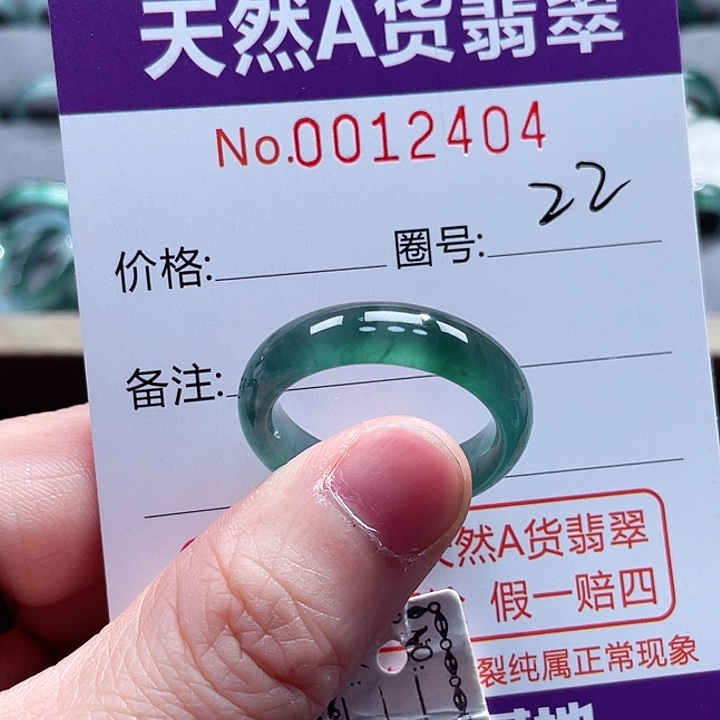 天然A货翡翠
No.0012404
价格: 圈号: 22
备注:
然A货翡翠
假一赔四
裂纯属正常现象